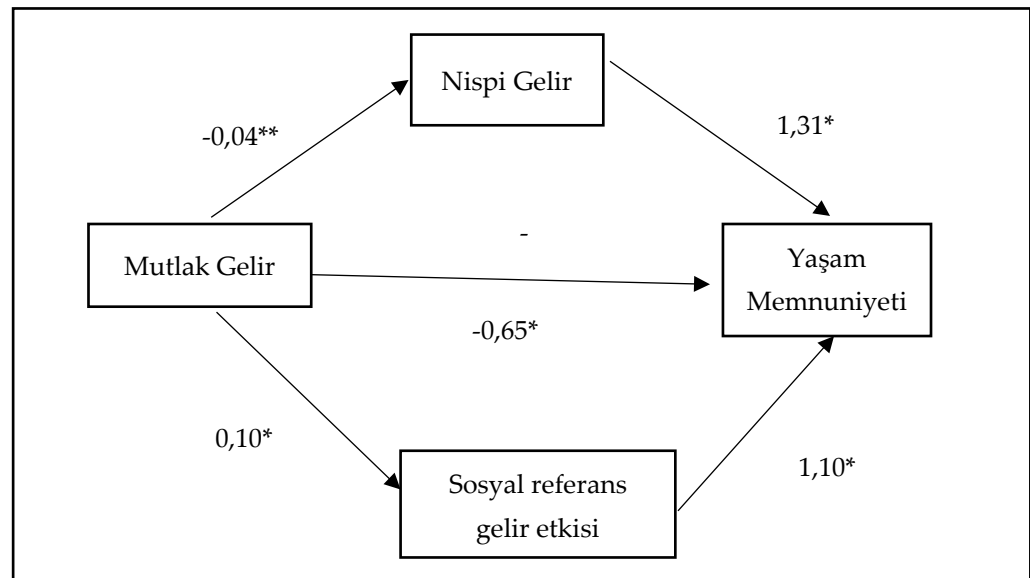 Nispi Gelir
-0,04**
1,31*
-
Mutlak Gelir
Yaşam
Memnuniyeti
-0,65*
0,10*
1,10*
Sosyal referans
gelir etkisi